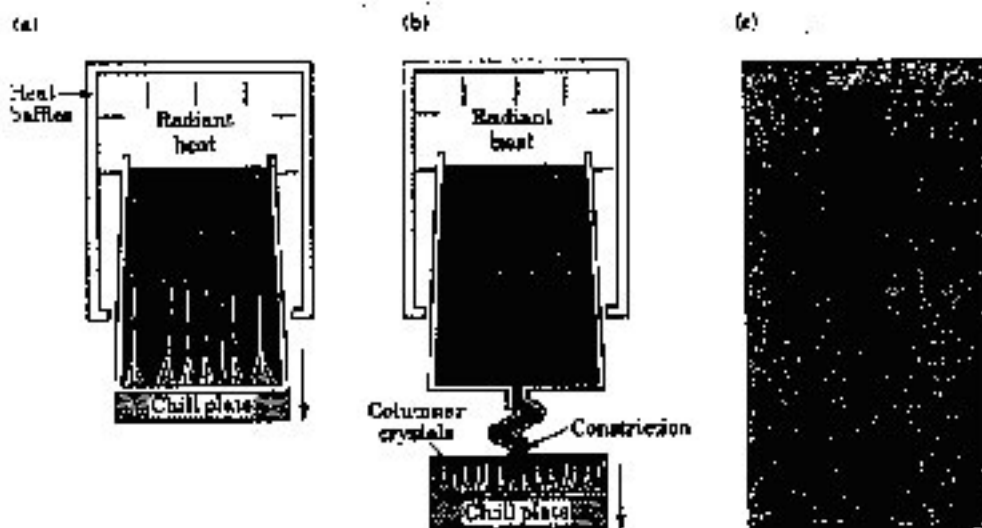 (a)
(b)
(c)
Heat
baffles
Radiant
heat
Radiant
heat
Chill plate
Columnar
crystals
Constriction
Chill plate